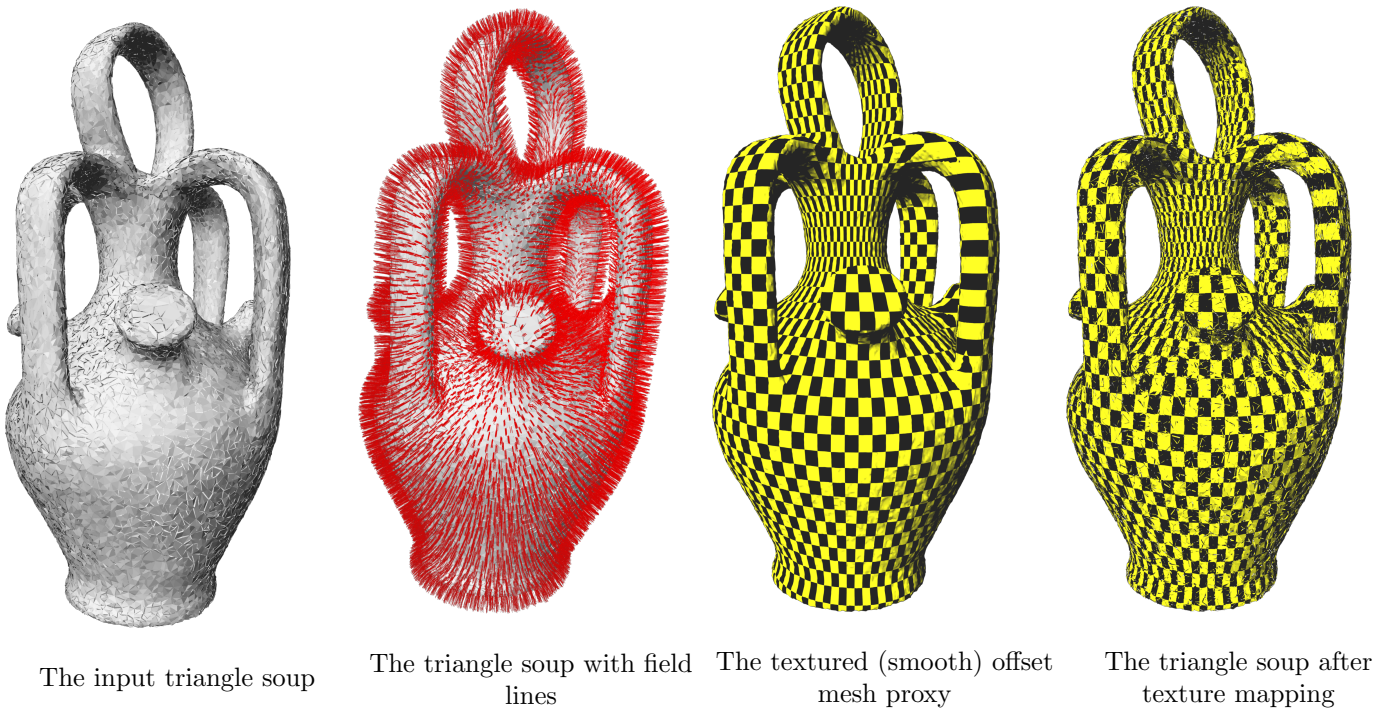 The input triangle soup
The triangle soup with field
lines
The textured (smooth) offset
mesh proxy
The triangle soup after
texture mapping